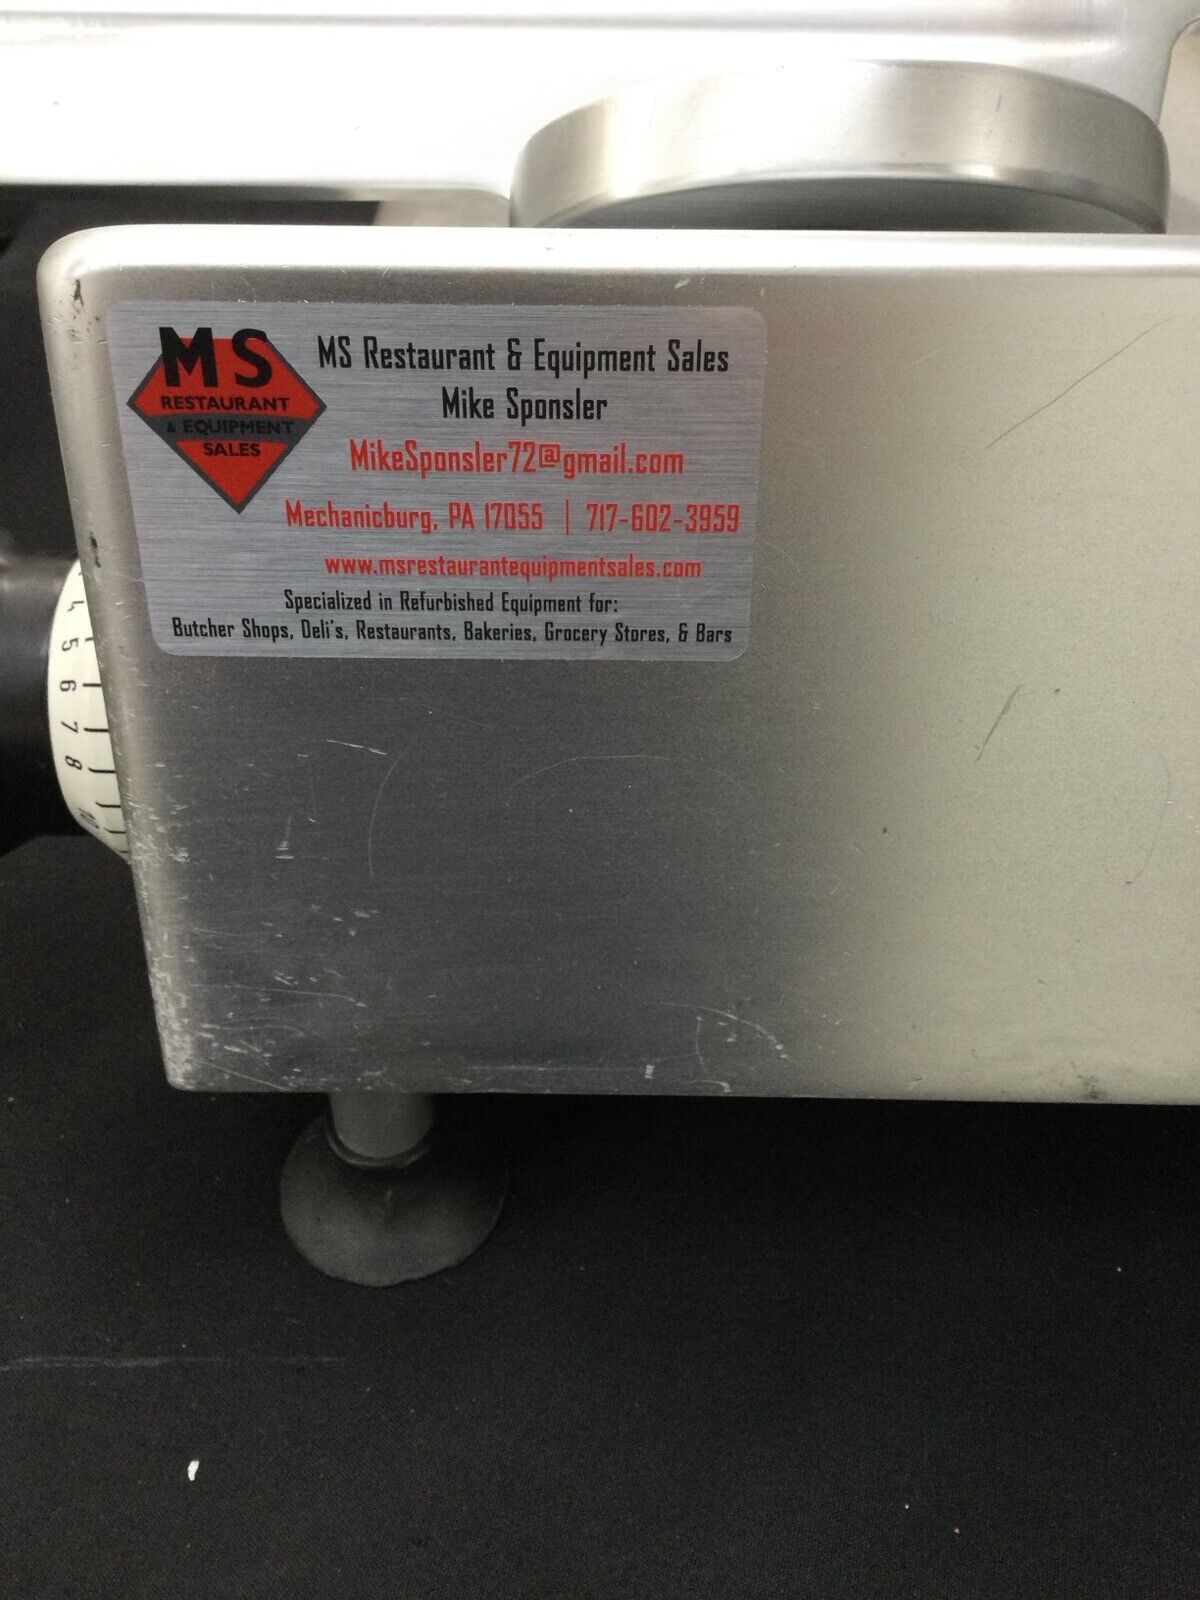 MS
RESTAURANT
& EQUIPMENT
SALES
MS Restaurant & Equipment Sales
Mike Sponsler
MikeSponsler72@gmail.com
Mechanicburg, PA 17055 | 717-602-3959
www.msrestaurantequipmentsales.com
Specialized in Refurbished Equipment for:
Butcher Shops, Deli's, Restaurants, Bakeries, Grocery Stores, & Bars
4
5
6
7
8
10